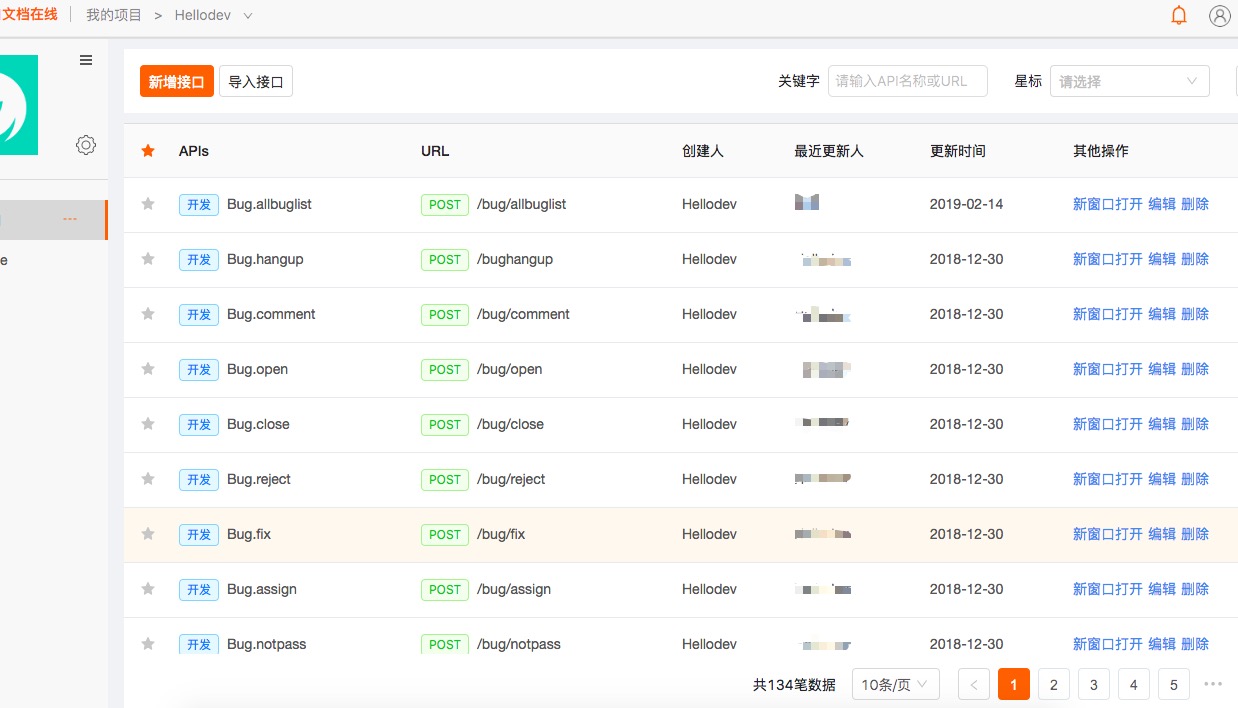 文档在线 我的项目 > Hellodev
新增接口 导入接口 关键字 请输入API名称或URL 星标 请选择
APIs URL 创建人 最近更新人 更新时间 其他操作
开发 Bug.allbuglist POST /bug/allbuglist Hellodev 2019-02-14 新窗口打开 编辑 删除
开发 Bug.hangup POST /bughangup Hellodev 2018-12-30 新窗口打开 编辑 删除
e
开发 Bug.comment POST /bug/comment Hellodev 2018-12-30 新窗口打开 编辑 删除
开发 Bug.open POST /bug/open Hellodev 2018-12-30 新窗口打开 编辑 删除
开发 Bug.close POST /bug/close Hellodev 2018-12-30 新窗口打开 编辑 删除
开发 Bug.reject POST /bug/reject Hellodev 2018-12-30 新窗口打开 编辑 删除
开发 Bug.fix POST /bug/fix Hellodev 2018-12-30 新窗口打开 编辑 删除
开发 Bug.assign POST /bug/assign Hellodev 2018-12-30 新窗口打开 编辑 删除
开发 Bug.notpass POST /bug/notpass Hellodev 2018-12-30 新窗口打开 编辑 删除
共134笔数据 10条/页 < 1 2 3 4 5 •••